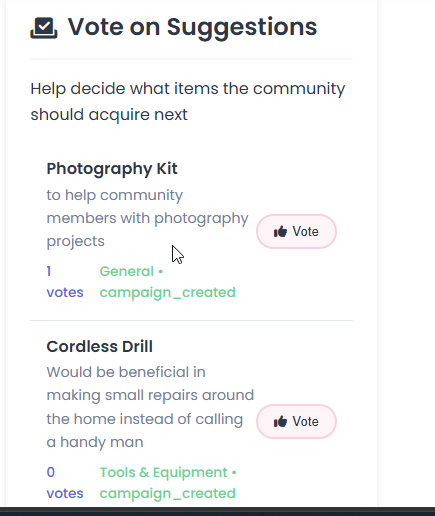 Vote on Suggestions
Help decide what items the community
should acquire next
Photography Kit
to help community
members with photography
projects
Vote
1
votes
General •
campaign_created
Cordless Drill
Would be beneficial in
making small repairs around
the home instead of calling
a handy man
Vote
0
votes
Tools & Equipment •
campaign_created